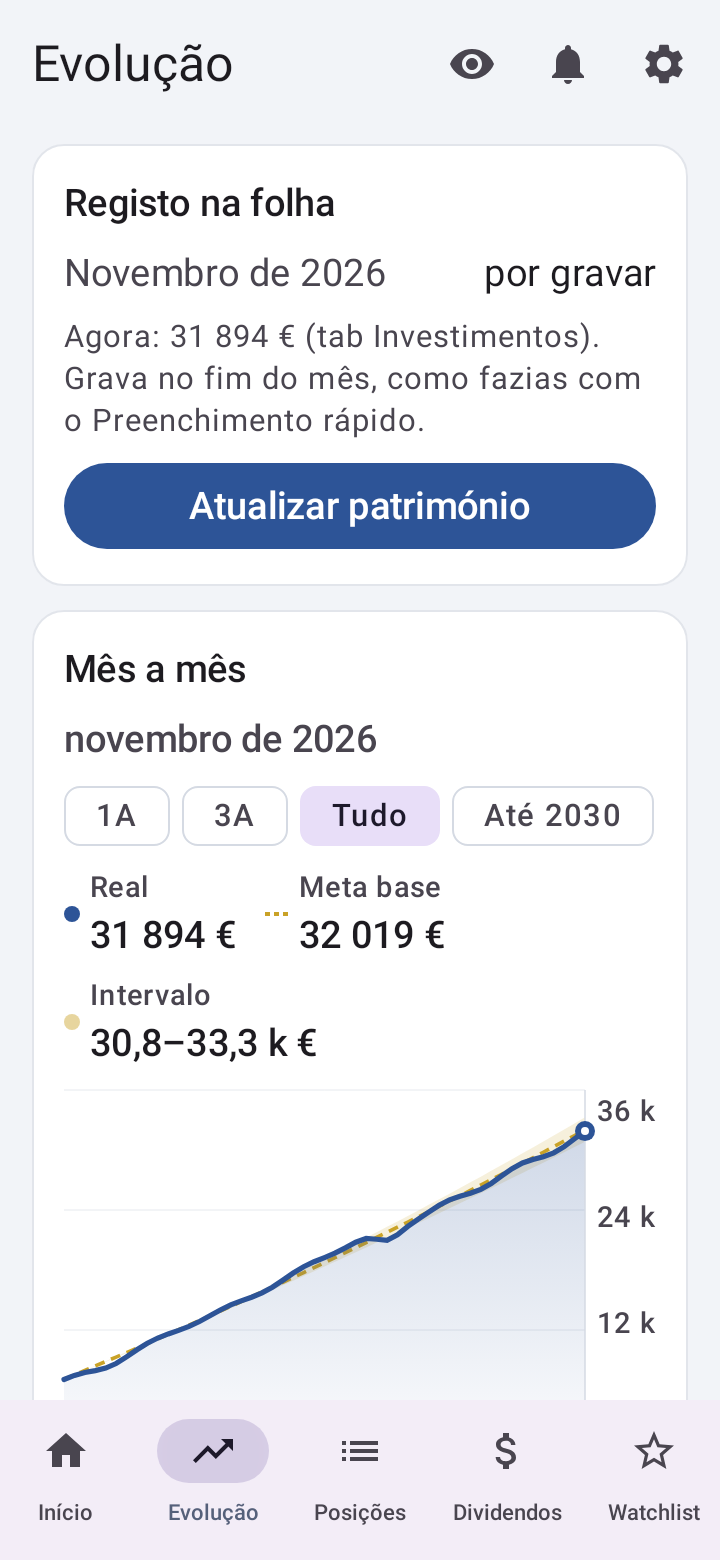 Evolução
Registo na folha
Novembro de 2026 por gravar
Agora: 31 894 € (tab Investimentos).
Grava no fim do mês, como fazias com
o Preenchimento rápido.
Atualizar património
Mês a mês
novembro de 2026
1A 3A Tudo Até 2030
Real Meta base
31 894 € 32 019 €
Intervalo
30,8–33,3 k €
36 k
24 k
12 k
Início Evolução Posições Dividendos Watchlist